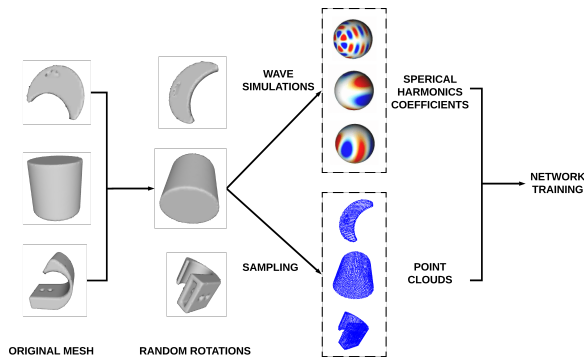 WAVE
SIMULATIONS
SPERICAL
HARMONICS
COEFFICIENTS
NETWORK
TRAINING
SAMPLING
POINT
CLOUDS
ORIGINAL MESH
RANDOM ROTATIONS